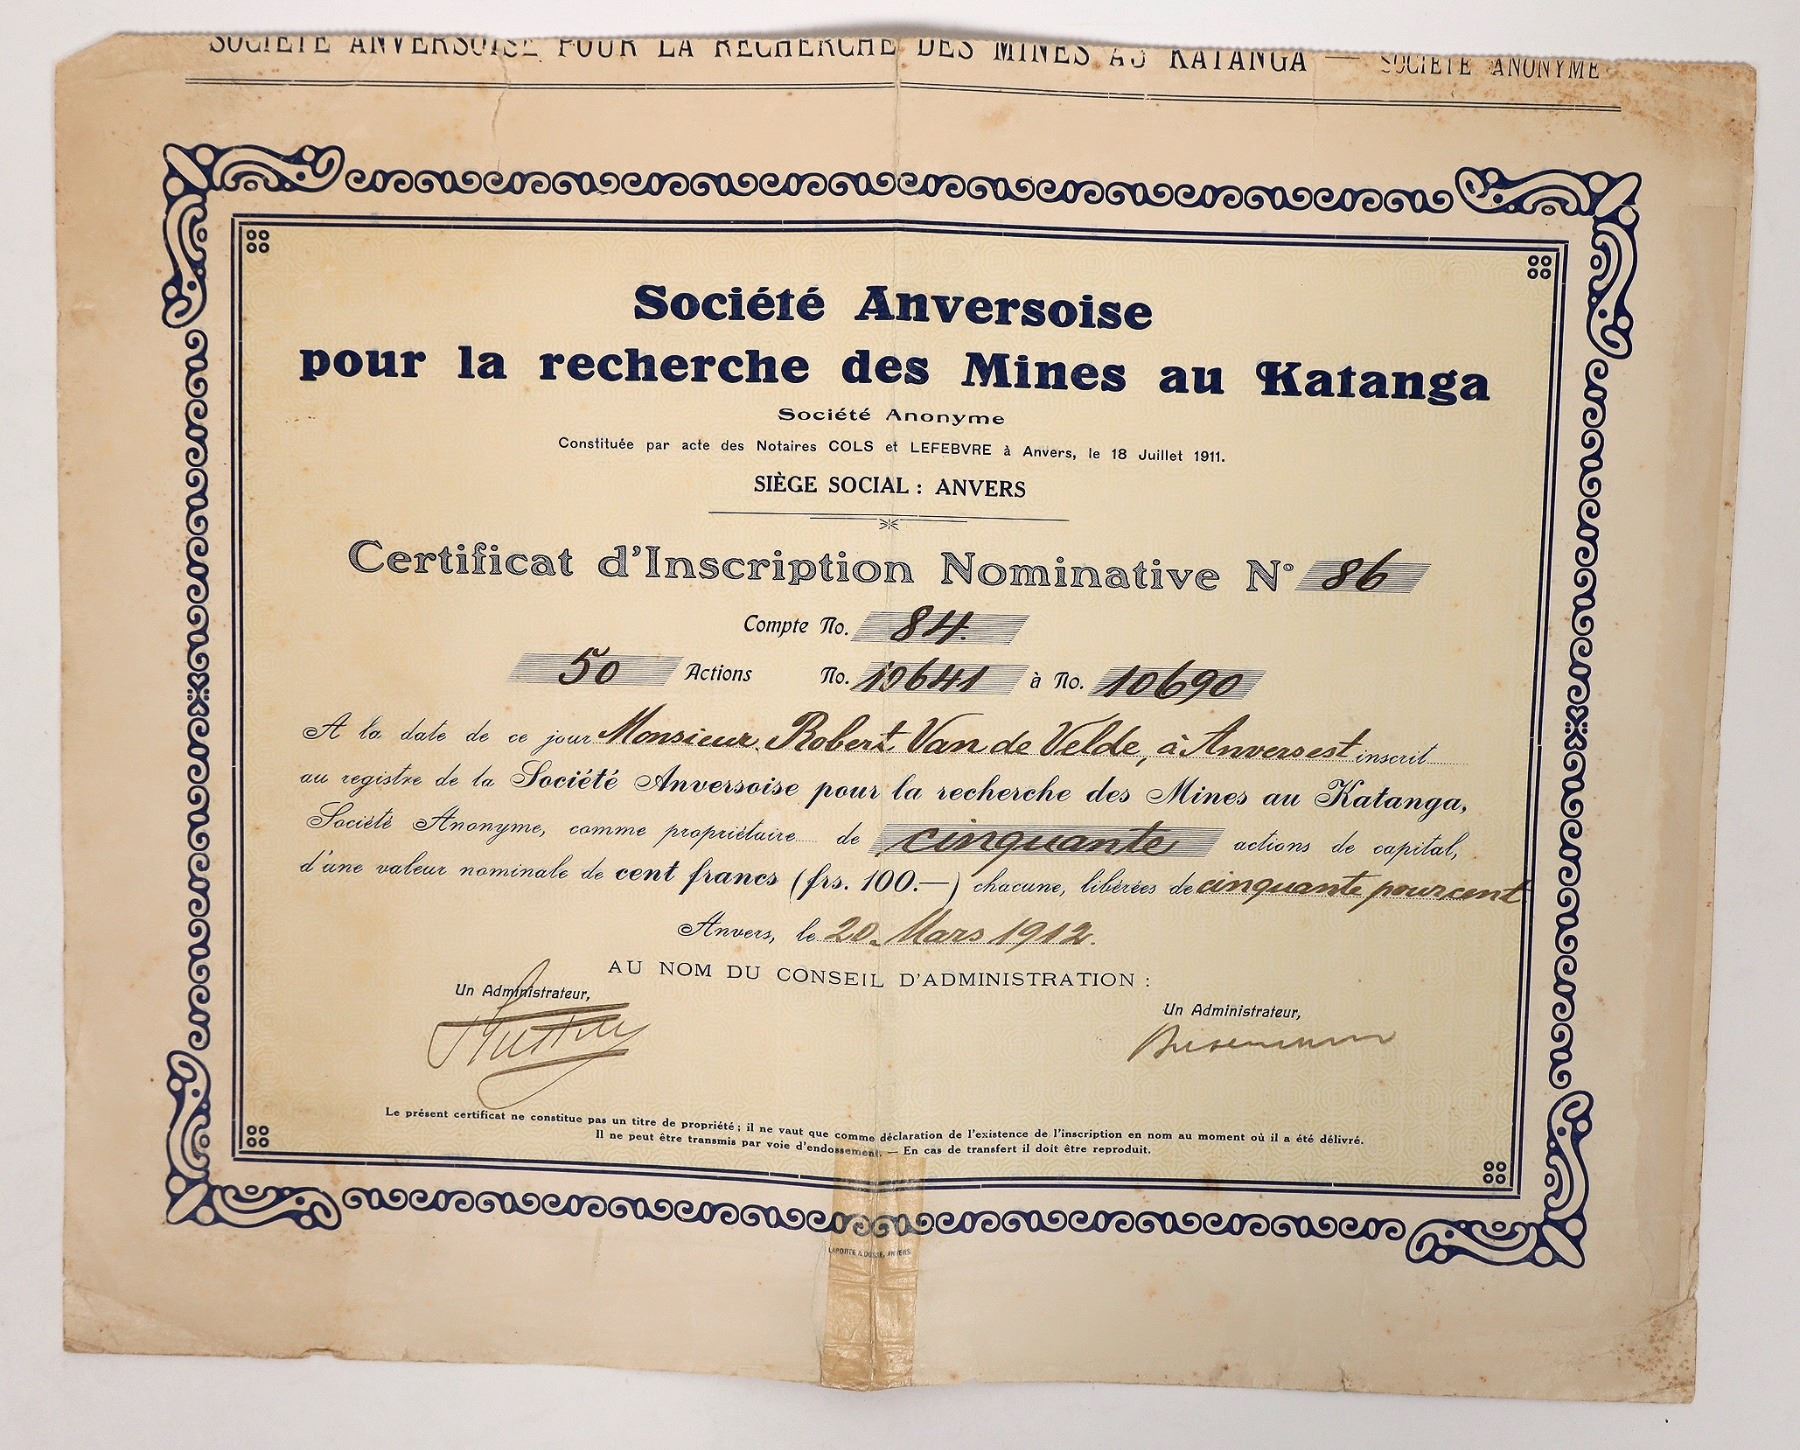 SOCIÉTÉ ANVERSOISE POUR LA RECHERCHE DES MINES AU KATANGA — SOCIÉTÉ ANONYME
Société Anversoise
pour la recherche des Mines au Katanga
Société Anonyme
Constituée par acte des Notaires COLS et LEFEBVRE à Anvers, le 18 Juillet 1911.
SIÈGE SOCIAL : ANVERS
Certificat d'Inscription Nominative N° 86
Compte No. 84.
50 Actions No. 10641 à No. 10690
A la date de ce jour Monsieur Robert Van de Velde, à Anvers est inscrit
au registre de la Société Anversoise pour la recherche des Mines au Katanga,
Société Anonyme, comme propriétaire de cinquante actions de capital,
d'une valeur nominale de cent francs (frs. 100.—) chacune, libérées de cinquante pourcent
Anvers, le 20 Mars 1912.
AU NOM DU CONSEIL D'ADMINISTRATION :
Un Administrateur,
Un Administrateur,
Le présent certificat ne constitue pas un titre de propriété ; il ne vaut que comme déclaration de l'existence de l'inscription en nom au moment où il a été délivré.
Il ne peut être transmis par voie d'endossement. — En cas de transfert il doit être reproduit.
LAPORTE & DOSSE, ANVERS